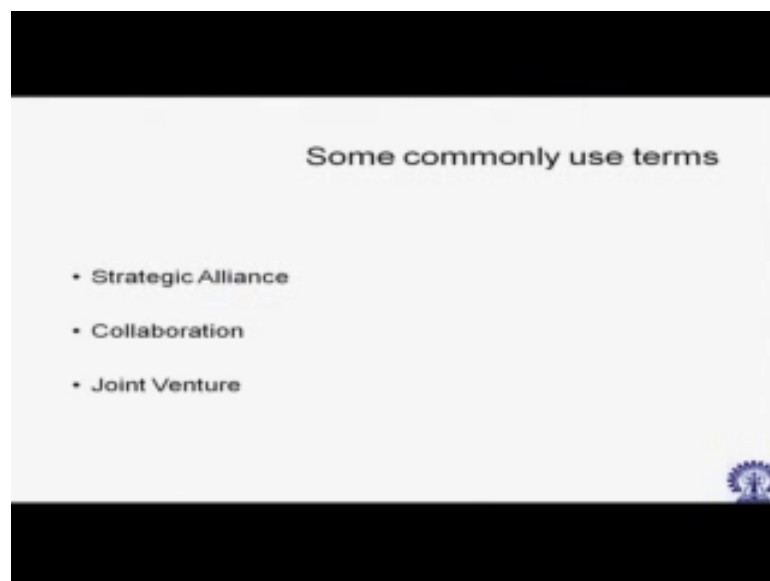 Some commonly use terms
• Strategic Alliance
• Collaboration
• Joint Venture